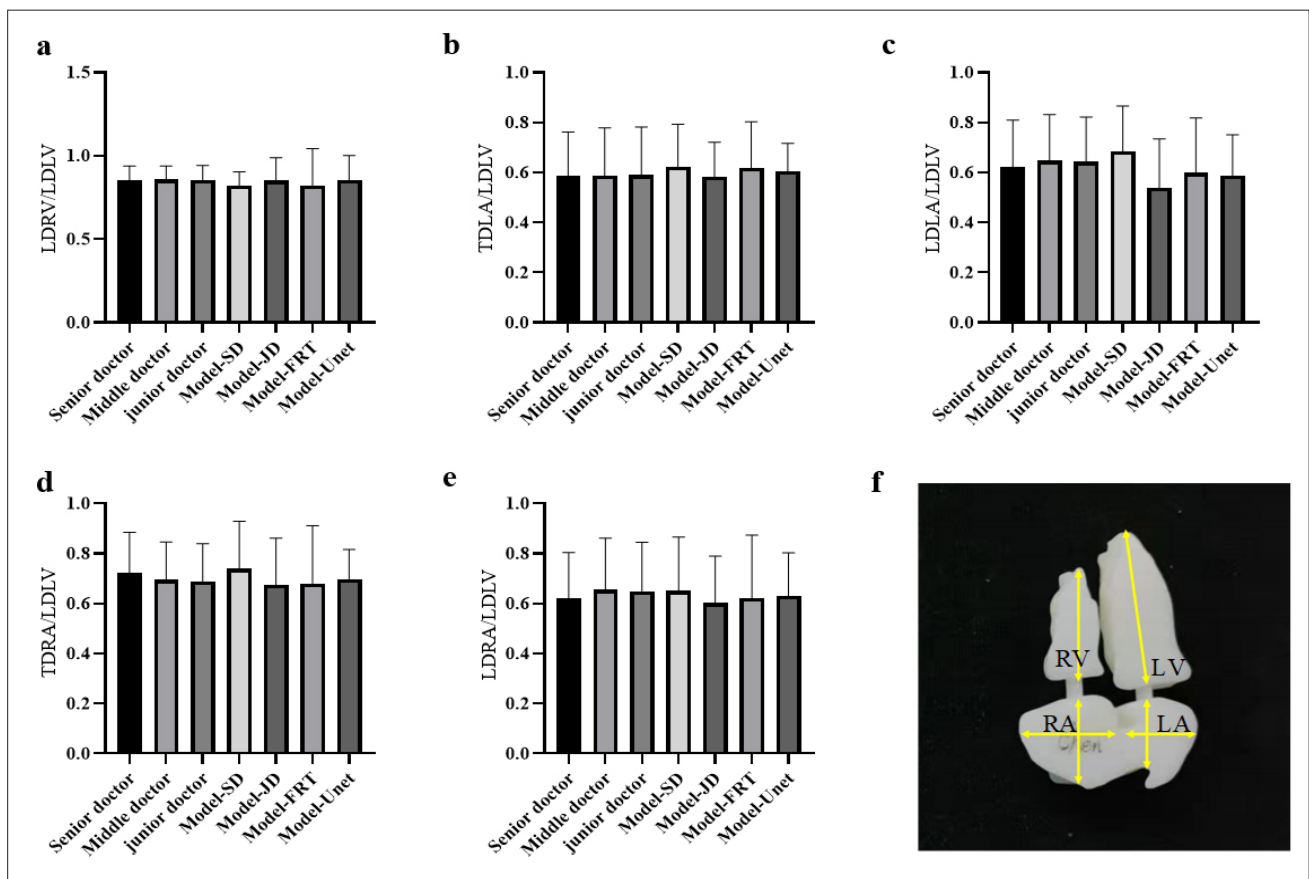 a
LDRV/LDLV
1.5
1.0
0.5
0.0
Senior doctor
Middle doctor
junior doctor
Model-SD
Model-JD
Model-FRT
Model-Unet
b
TDLA/LDLV
1.0
0.8
0.6
0.4
0.2
0.0
Senior doctor
Middle doctor
junior doctor
Model-SD
Model-JD
Model-FRT
Model-Unet
c
LDLA/LDLV
1.0
0.8
0.6
0.4
0.2
0.0
Senior doctor
Middle doctor
junior doctor
Model-SD
Model-JD
Model-FRT
Model-Unet
d
TDRA/LDLV
1.0
0.8
0.6
0.4
0.2
0.0
Senior doctor
Middle doctor
junior doctor
Model-SD
Model-JD
Model-FRT
Model-Unet
e
LDRA/LDLV
1.0
0.8
0.6
0.4
0.2
0.0
Senior doctor
Middle doctor
junior doctor
Model-SD
Model-JD
Model-FRT
Model-Unet
f
RV
LV
RA
LA